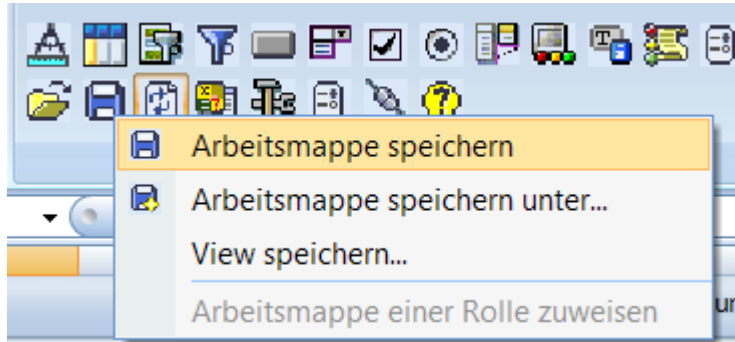 Arbeitsmappe speichern
Arbeitsmappe speichern unter...
View speichern...
Arbeitsmappe einer Rolle zuweisen